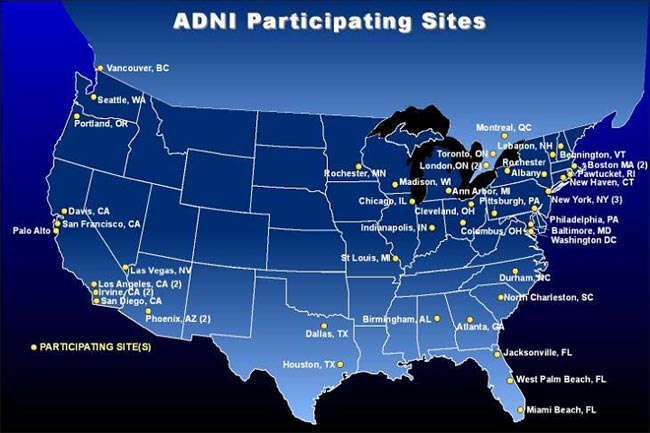 ADNI Participating Sites
Vancouver, BC
Seattle, WA
Portland, OR
Montreal, QC
Lebanon, NH
Toronto, ON
Bennington, VT
London,ON (2)
Rochester
Boston MA (2)
Rochester, MN
Albany
Pawtucket, RI
Madison, WI
New Haven, CT
Ann Arbor, MI
Chicago, IL
Pittsburgh, PA
New York, NY (3)
Cleveland, OH
Davis, CA
San Francisco, CA
Philadelphia, PA
Palo Alto
Indianapolis, IN
Columbus, OH
Baltimore, MD
Washington DC
St Louis, MI
Las Vegas, NV
Durham, NC
Los Angeles, CA (2)
Irvine, CA (2)
San Diego, CA
North Charleston, SC
Phoenix, AZ (2)
Birmingham, AL
Atlanta, GA
Dallas, TX
PARTICIPATING SITE(S)
Jacksonville, FL
Houston, TX
West Palm Beach, FL
Miami Beach, FL